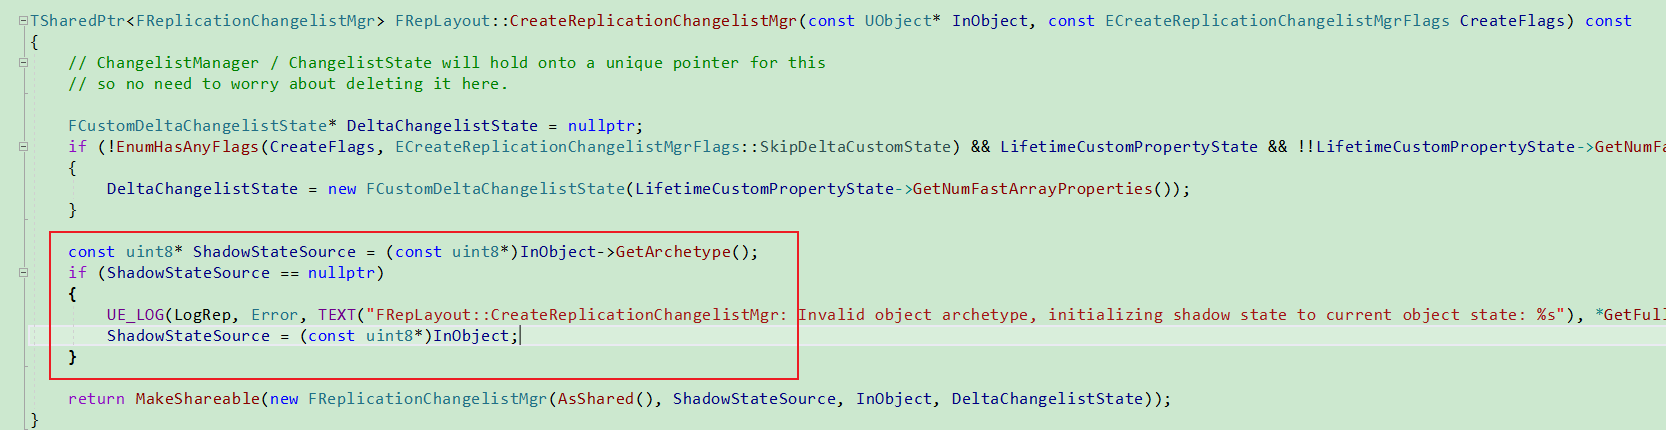 TSharedPtr<FReplicationChangelistMgr> FRepLayout::CreateReplicationChangelistMgr(const UObject* InObject, const ECreateReplicationChangelistMgrFlags CreateFlags) const
{
// ChangelistManager / ChangelistState will hold onto a unique pointer for this
// so no need to worry about deleting it here.
FCustomDeltaChangelistState* DeltaChangelistState = nullptr;
if (!EnumHasAnyFlags(CreateFlags, ECreateReplicationChangelistMgrFlags::SkipDeltaCustomState) && LifetimeCustomPropertyState && !!LifetimeCustomPropertyState->GetNumFa
{
DeltaChangelistState = new FCustomDeltaChangelistState(LifetimeCustomPropertyState->GetNumFastArrayProperties());
}
const uint8* ShadowStateSource = (const uint8*)InObject->GetArchetype();
if (ShadowStateSource == nullptr)
{
UE_LOG(LogRep, Error, TEXT("FRepLayout::CreateReplicationChangelistMgr: Invalid object archetype, initializing shadow state to current object state: %s"), *GetFull
ShadowStateSource = (const uint8*)InObject;
}
return MakeShareable(new FReplicationChangelistMgr(AsShared(), ShadowStateSource, InObject, DeltaChangelistState));
}